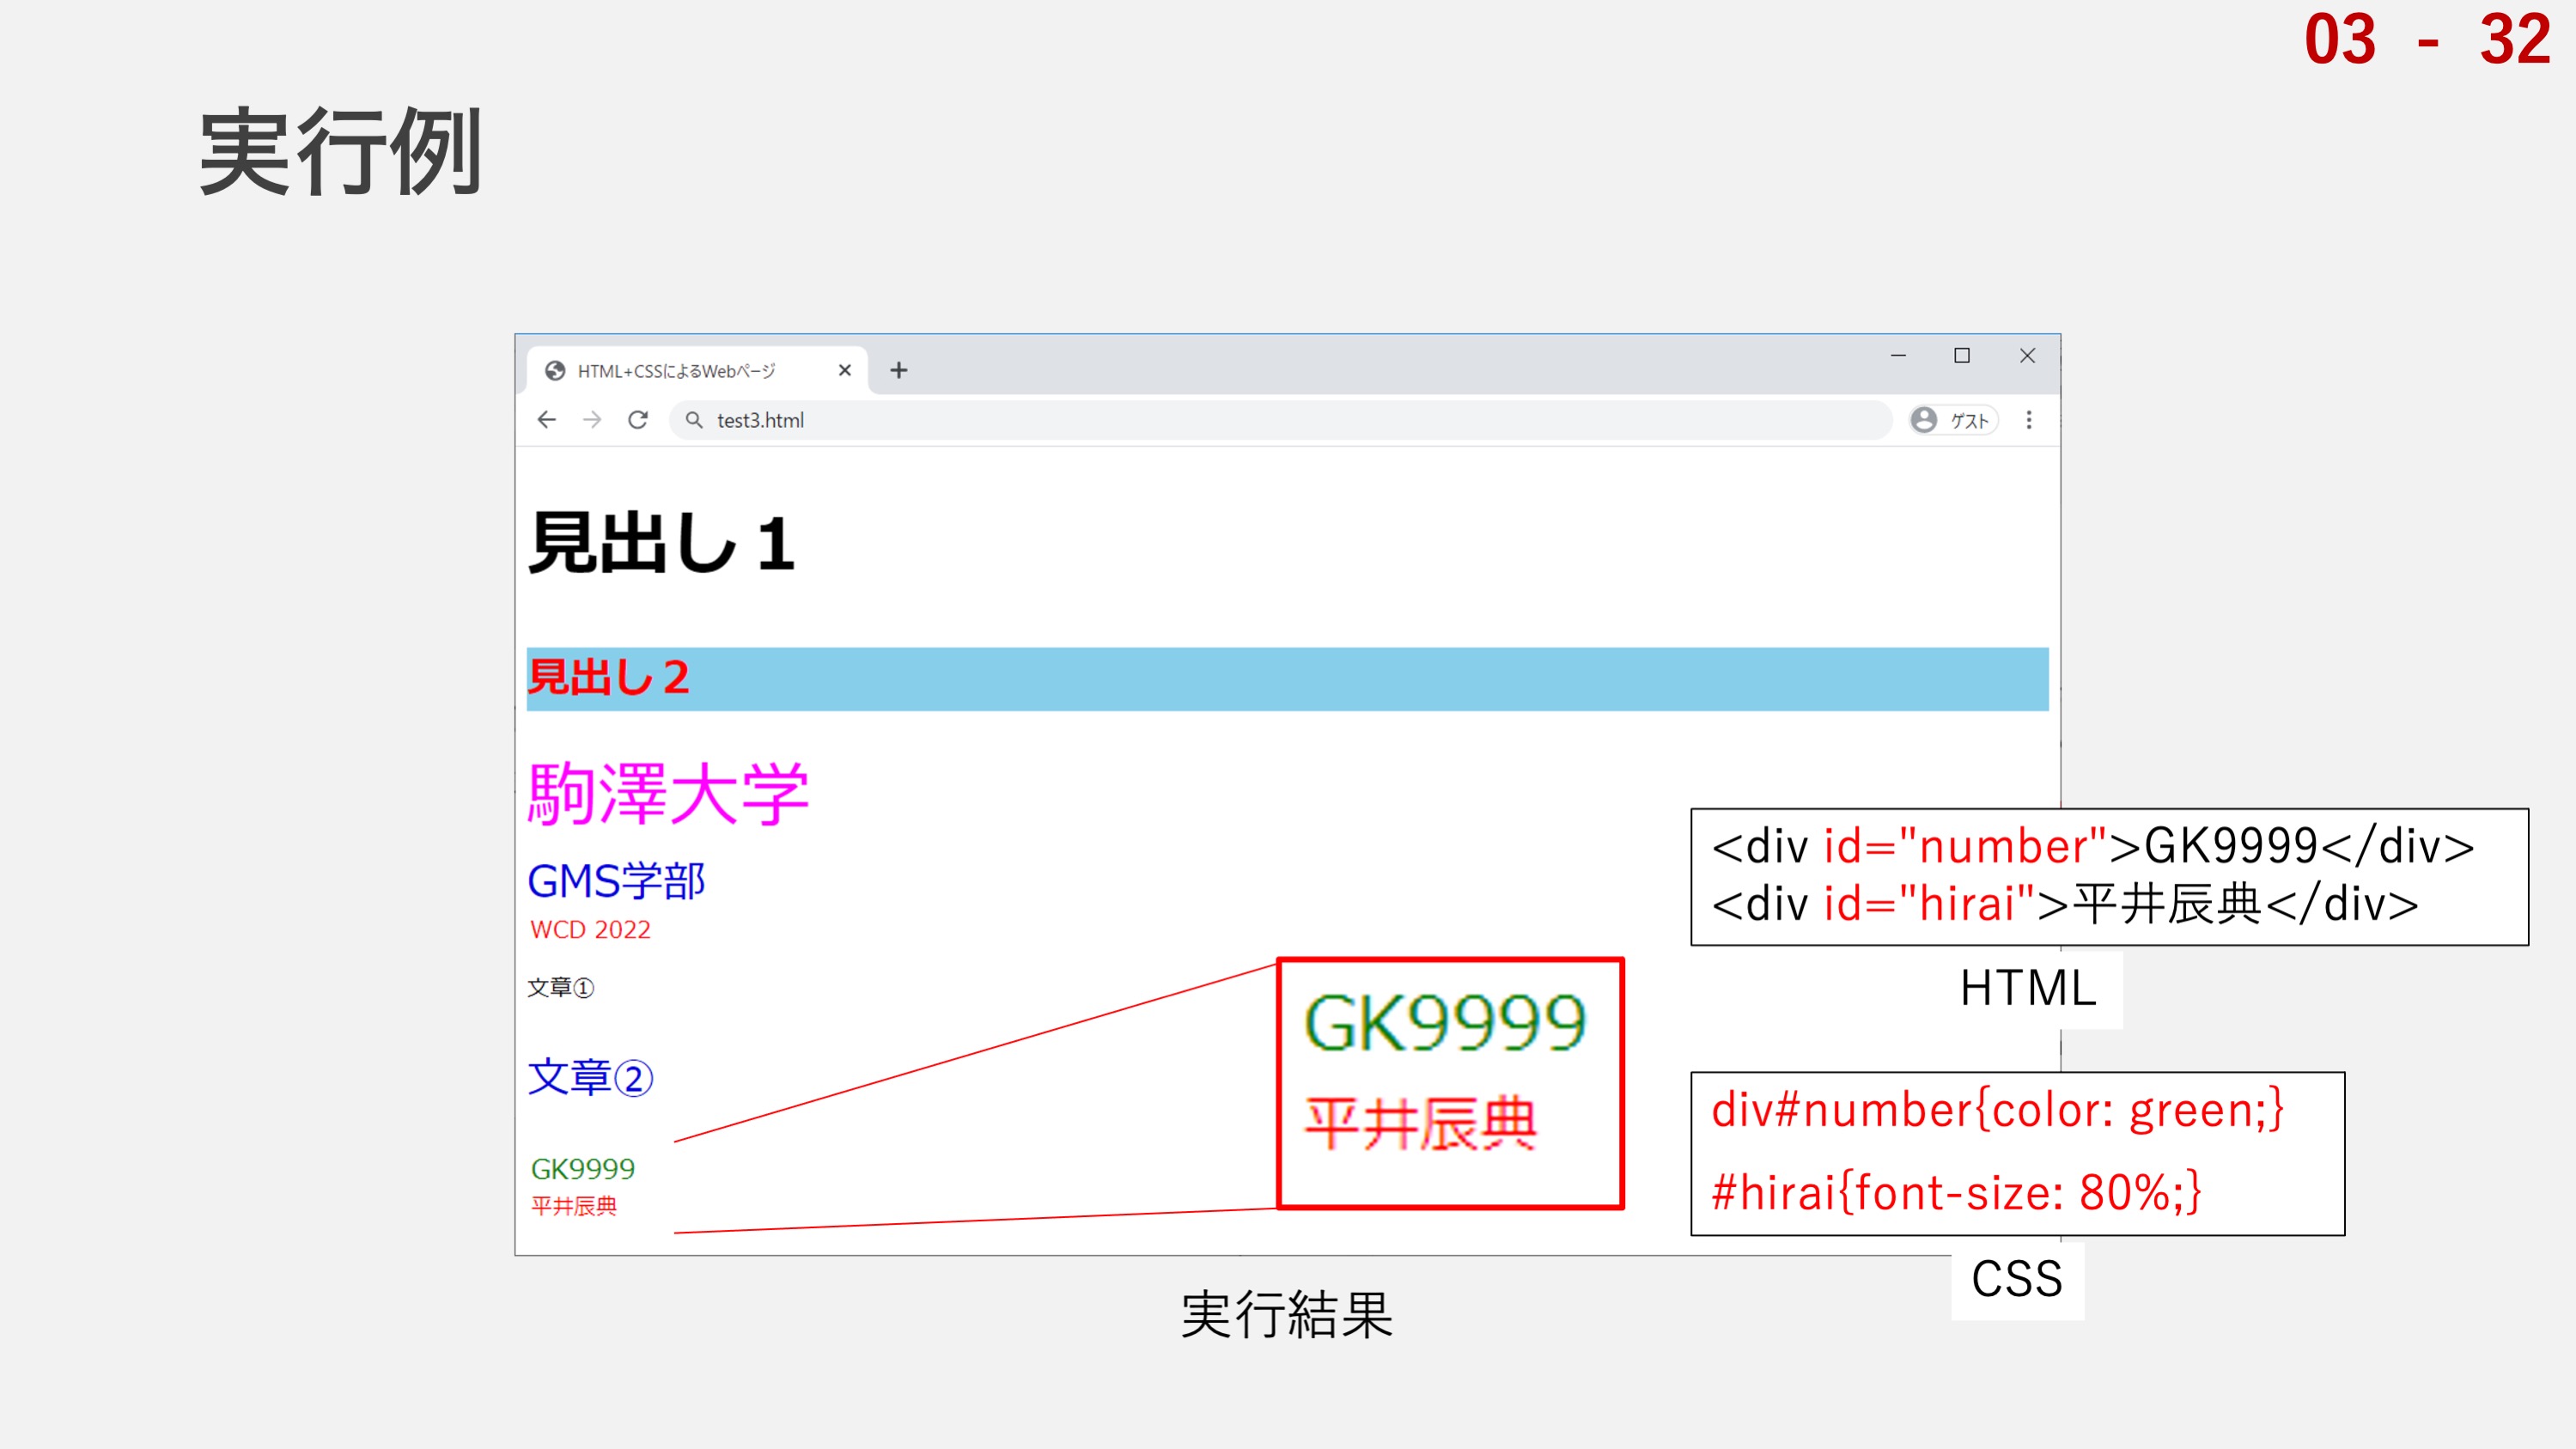 03 - 32
実行例
HTML+CSSによるWebページ
test3.html
ゲスト
見出し１
見出し２
駒澤大学
GMS学部
WCD 2022
文章①
文章②
GK9999
平井辰典
GK9999
平井辰典
<div id="number">GK9999</div>
<div id="hirai">平井辰典</div>
HTML
div#number{color: green;}
#hirai{font-size: 80%;}
CSS
実行結果